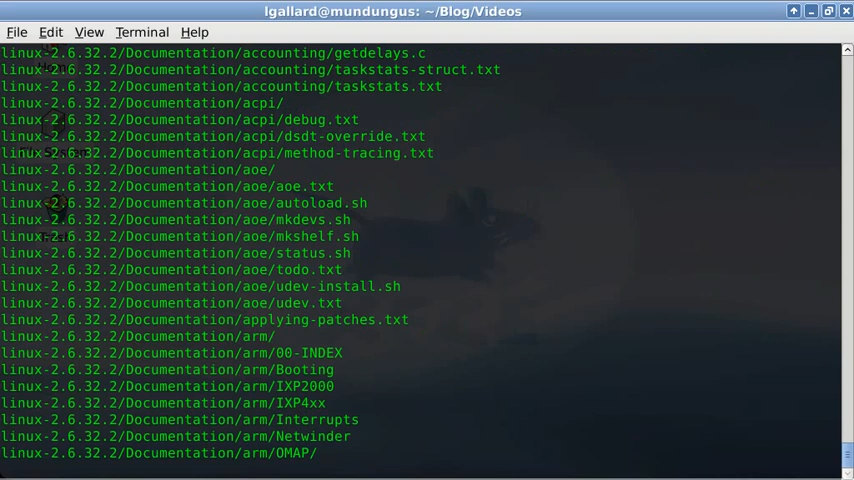 lgallard@mundungus: ~/Blog/Videos
File Edit View Terminal Help
linux-2.6.32.2/Documentation/accounting/getdelays.c
linux-2.6.32.2/Documentation/accounting/taskstats-struct.txt
linux-2.6.32.2/Documentation/accounting/taskstats.txt
linux-2.6.32.2/Documentation/acpi/
linux-2.6.32.2/Documentation/acpi/debug.txt
linux-2.6.32.2/Documentation/acpi/dsdt-override.txt
linux-2.6.32.2/Documentation/acpi/method-tracing.txt
linux-2.6.32.2/Documentation/aoe/
linux-2.6.32.2/Documentation/aoe/aoe.txt
linux-2.6.32.2/Documentation/aoe/autoload.sh
linux-2.6.32.2/Documentation/aoe/mkdevs.sh
linux-2.6.32.2/Documentation/aoe/mkshelf.sh
linux-2.6.32.2/Documentation/aoe/status.sh
linux-2.6.32.2/Documentation/aoe/todo.txt
linux-2.6.32.2/Documentation/aoe/udev-install.sh
linux-2.6.32.2/Documentation/aoe/udev.txt
linux-2.6.32.2/Documentation/applying-patches.txt
linux-2.6.32.2/Documentation/arm/
linux-2.6.32.2/Documentation/arm/00-INDEX
linux-2.6.32.2/Documentation/arm/Booting
linux-2.6.32.2/Documentation/arm/IXP2000
linux-2.6.32.2/Documentation/arm/IXP4xx
linux-2.6.32.2/Documentation/arm/Interrupts
linux-2.6.32.2/Documentation/arm/Netwinder
linux-2.6.32.2/Documentation/arm/OMAP/